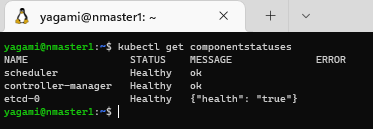 yagami@nmaster1: ~
yagami@nmaster1:~$ kubectl get componentstatuses
NAME STATUS MESSAGE ERROR
scheduler Healthy ok
controller-manager Healthy ok
etcd-0 Healthy {"health": "true"}
yagami@nmaster1:~$